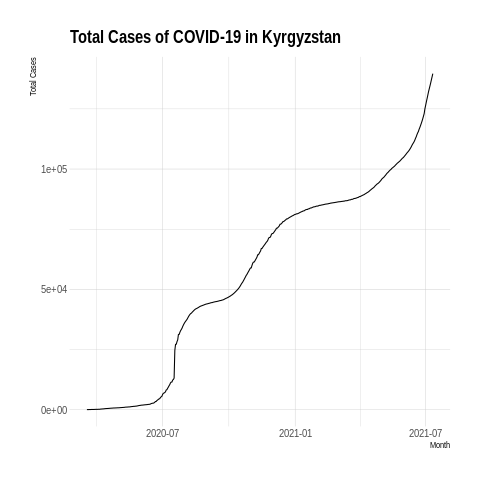 Total Cases of COVID-19 in Kyrgyzstan
Total Cases
1e+05
5e+04
0e+00
2020-07 2021-01 2021-07
Month